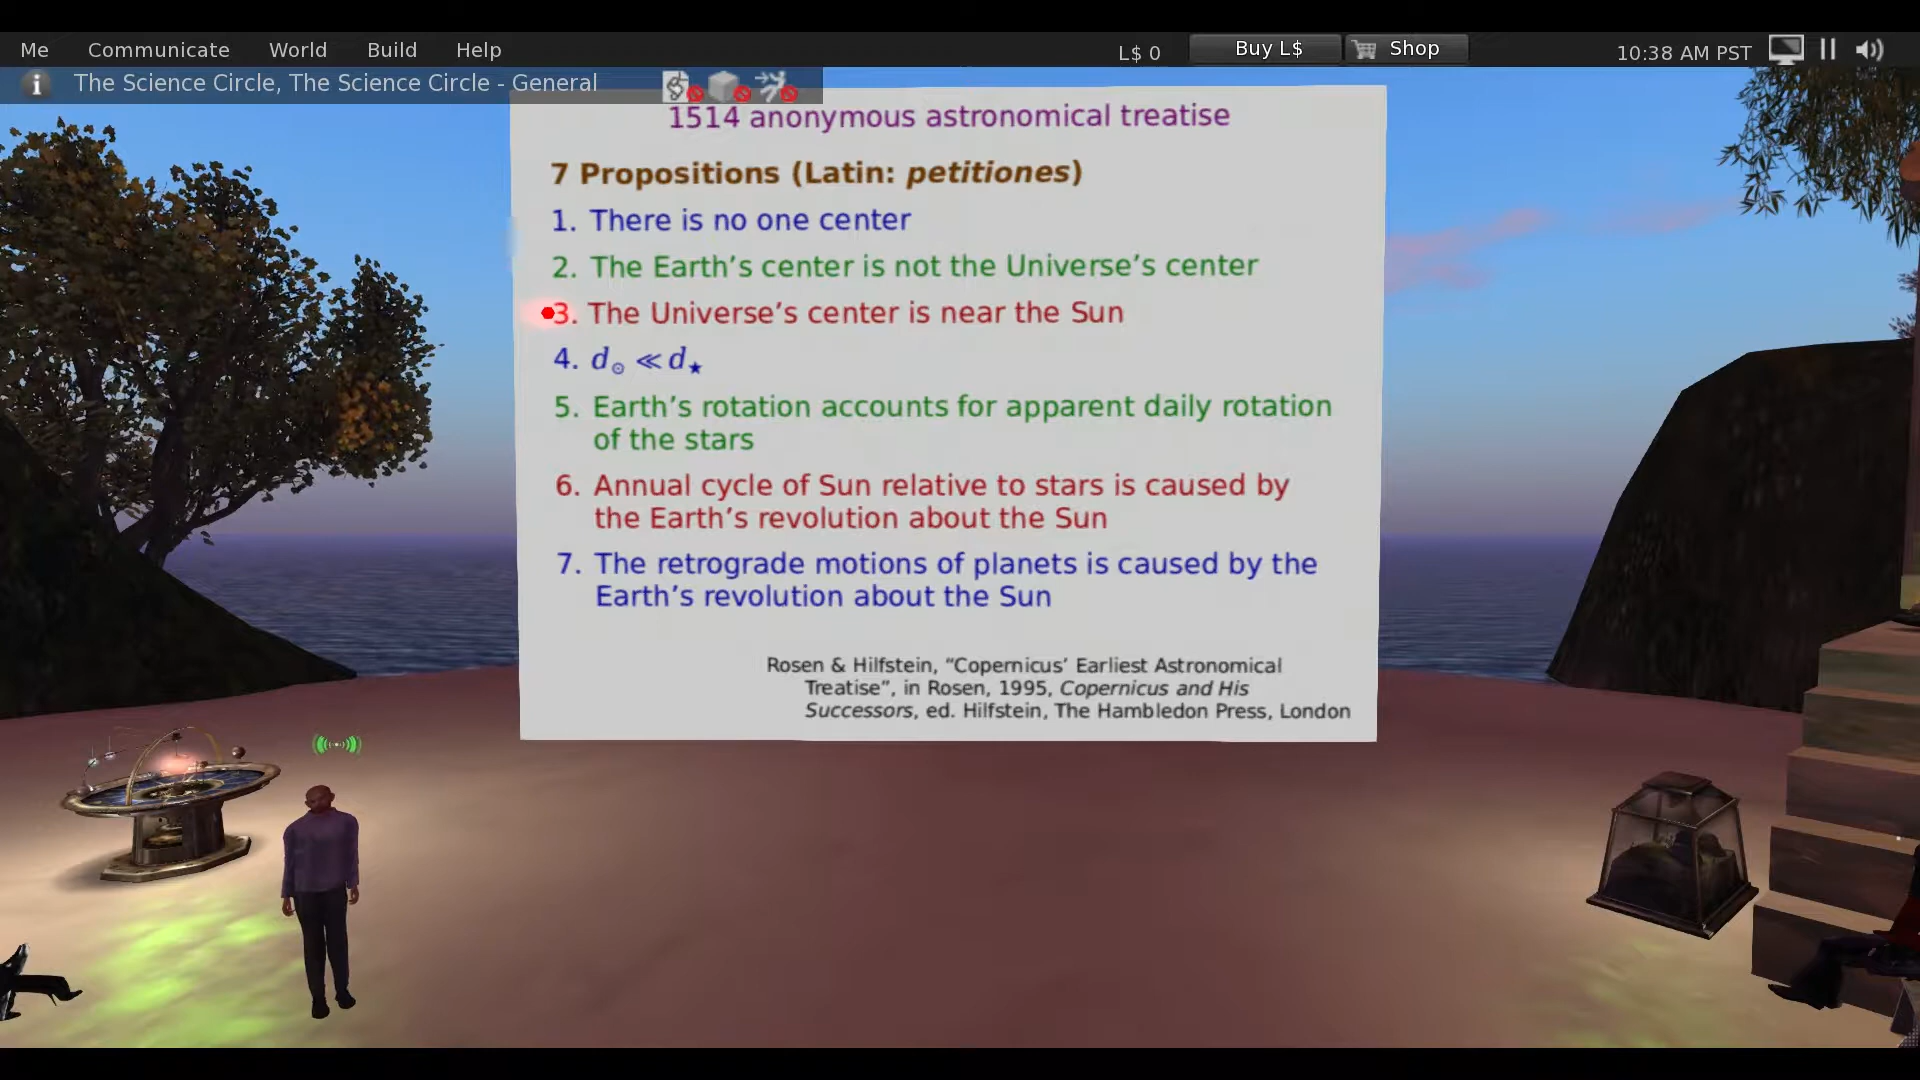 Me Communicate World Build Help L$ 0 Buy L$ Shop 10:38 AM PST
The Science Circle, The Science Circle - General
1514 anonymous astronomical treatise
7 Propositions (Latin: petitiones)
1. There is no one center
2. The Earth's center is not the Universe's center
3. The Universe's center is near the Sun
4. d☉ ≪ d★
5. Earth's rotation accounts for apparent daily rotation
of the stars
6. Annual cycle of Sun relative to stars is caused by
the Earth's revolution about the Sun
7. The retrograde motions of planets is caused by the
Earth's revolution about the Sun
Rosen & Hilfstein, “Copernicus’ Earliest Astronomical
Treatise”, in Rosen, 1995, Copernicus and His
Successors, ed. Hilfstein, The Hambledon Press, London